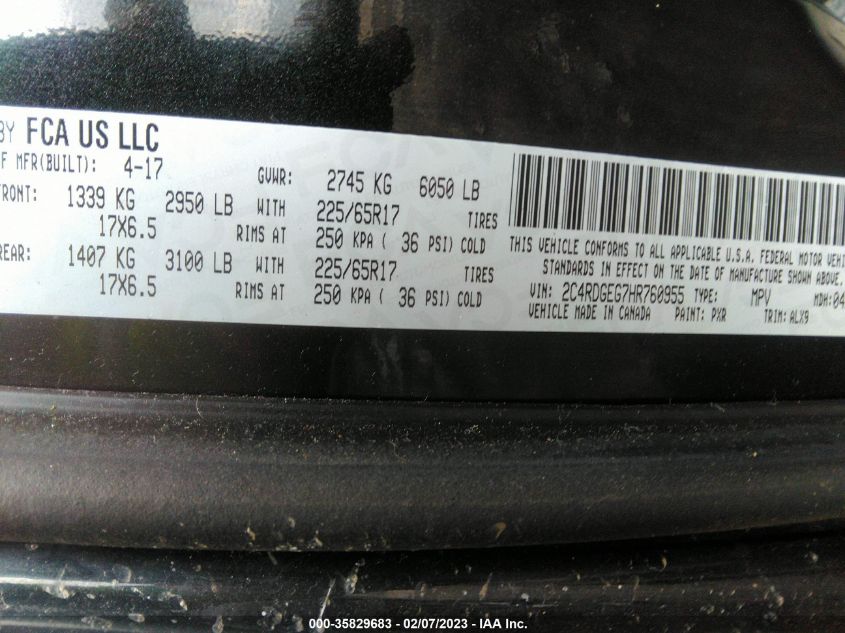 BY FCA US LLC
F MFR(BUILT): 4-17 GVWR: 2745 KG 6050 LB
FRONT: 1339 KG 2950 LB WITH 225/65R17 TIRES
17X6.5 RIMS AT 250 KPA ( 36 PSI) COLD
REAR: 1407 KG 3100 LB WITH 225/65R17 TIRES
17X6.5 RIMS AT 250 KPA ( 36 PSI) COLD
THIS VEHICLE CONFORMS TO ALL APPLICABLE U.S.A. FEDERAL MOTOR VEHI
STANDARDS IN EFFECT ON THE DATE OF MANUFACTURE SHOWN ABOVE.
VIN: 2C4RDGEG7HR760955 TYPE: MPV MDH:04
VEHICLE MADE IN CANADA PAINT: PXR TRIM: ALX9
000-35829683 - 02/07/2023 - IAA Inc.